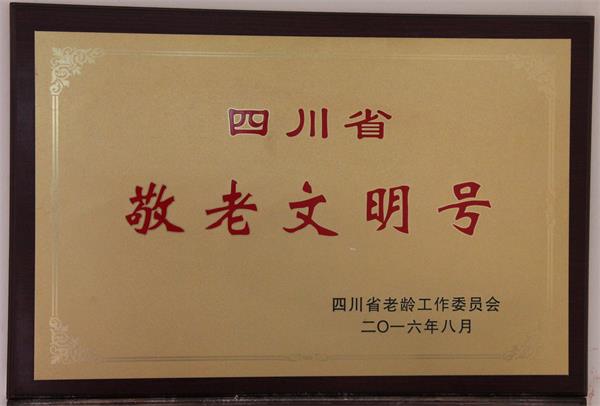 四川省
敬老文明号
四川省老龄工作委员会
二〇一六年八月